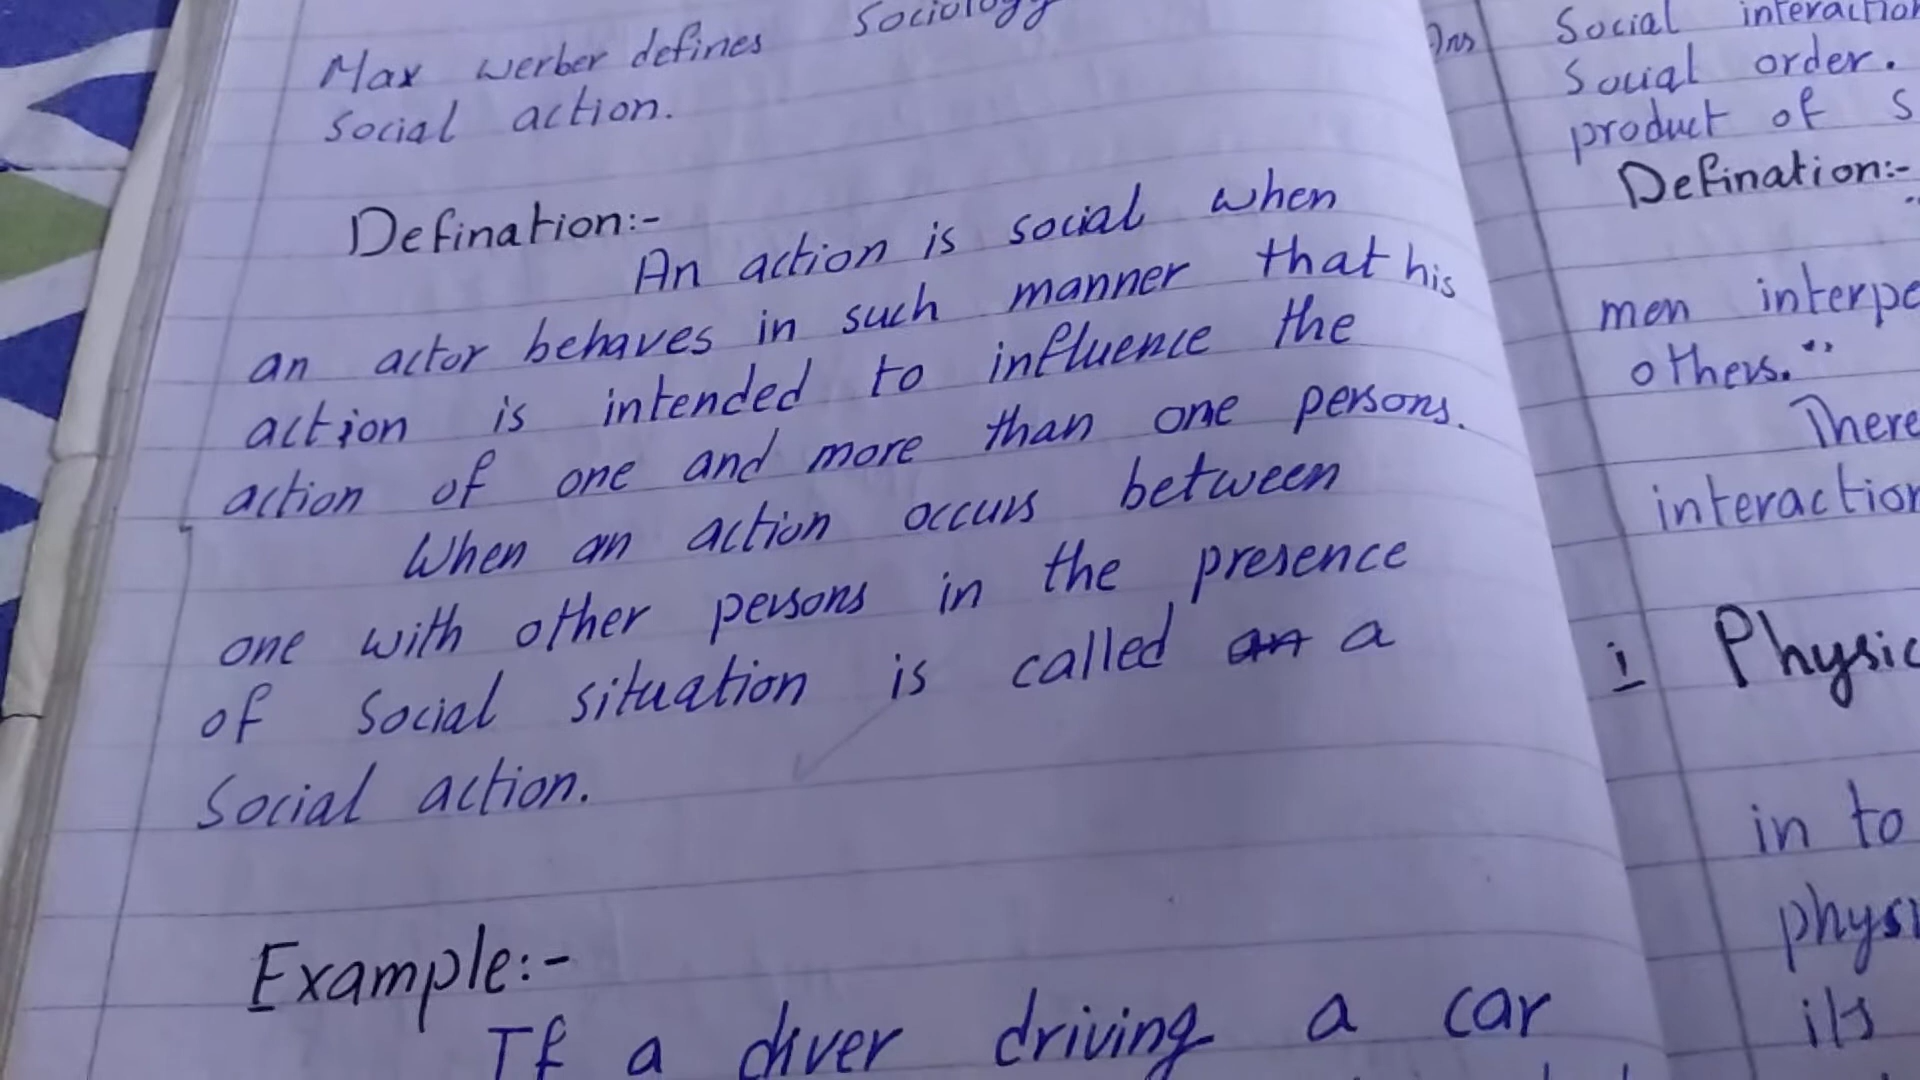 Max werber defines Sociology
Social action.
Defination:-
An action is social when
an actor behaves in such manner that his
action is intended to influence the
action of one and more than one persons.
When an action occurs between
one with other persons in the presence
of Social situation is called an a
Social action.
Example:-
If a diver driving a car
Ans Social interaction
Social order.
product of S
Defination:-
men interpe
others."
There
interaction
i Physic
in to
physi
its